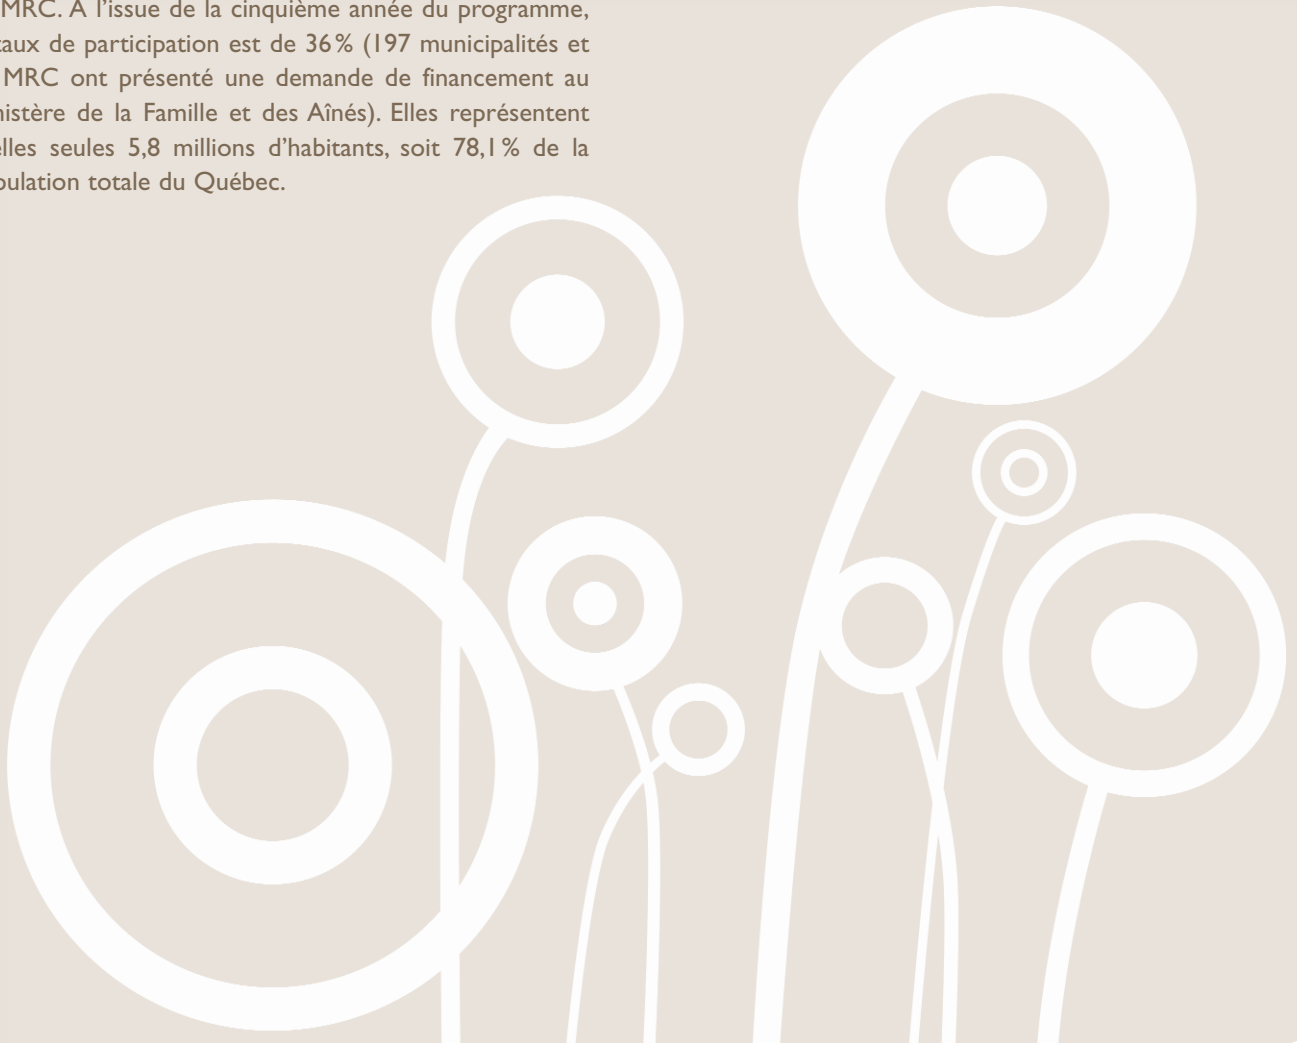 MRC. À l'issue de la cinquième année du programme,
taux de participation est de 36 % (197 municipalités et
MRC ont présenté une demande de financement au
nistère de la Famille et des Aînés). Elles représentent
elles seules 5,8 millions d'habitants, soit 78,1 % de la
pulation totale du Québec.